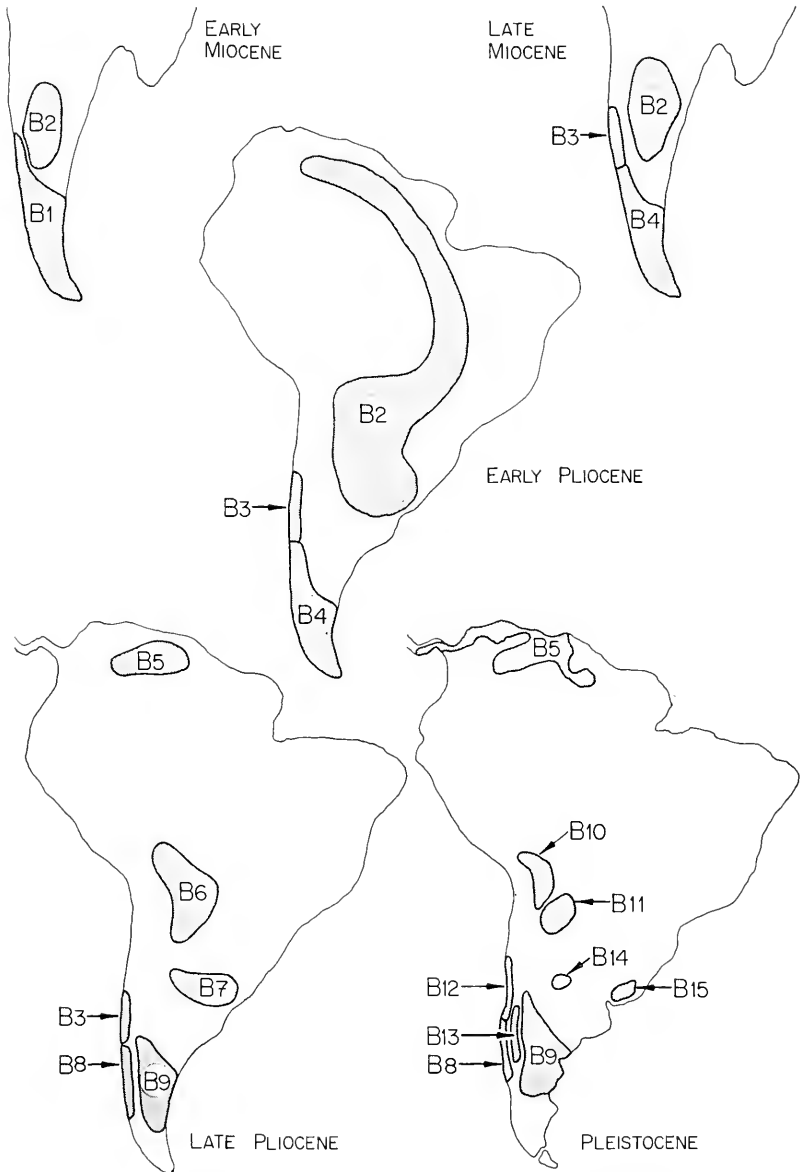 EARLY
MIOCENE
B2
B1
LATE
MIOCENE
B2
B3
B4
B2
B3
B4
EARLY PLIOCENE
B5
B6
B7
B3
B8
B9
LATE PLIOCENE
B5
B10
B11
B14
B12
B15
B13
B8
B9
PLEISTOCENE